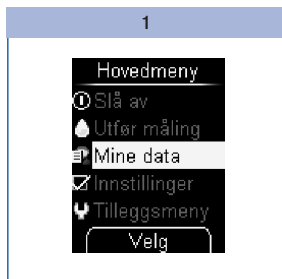 1
Hovedmeny
Slå av
Utfør måling
Mine data
Innstillinger
Tilleggsmeny
Velg